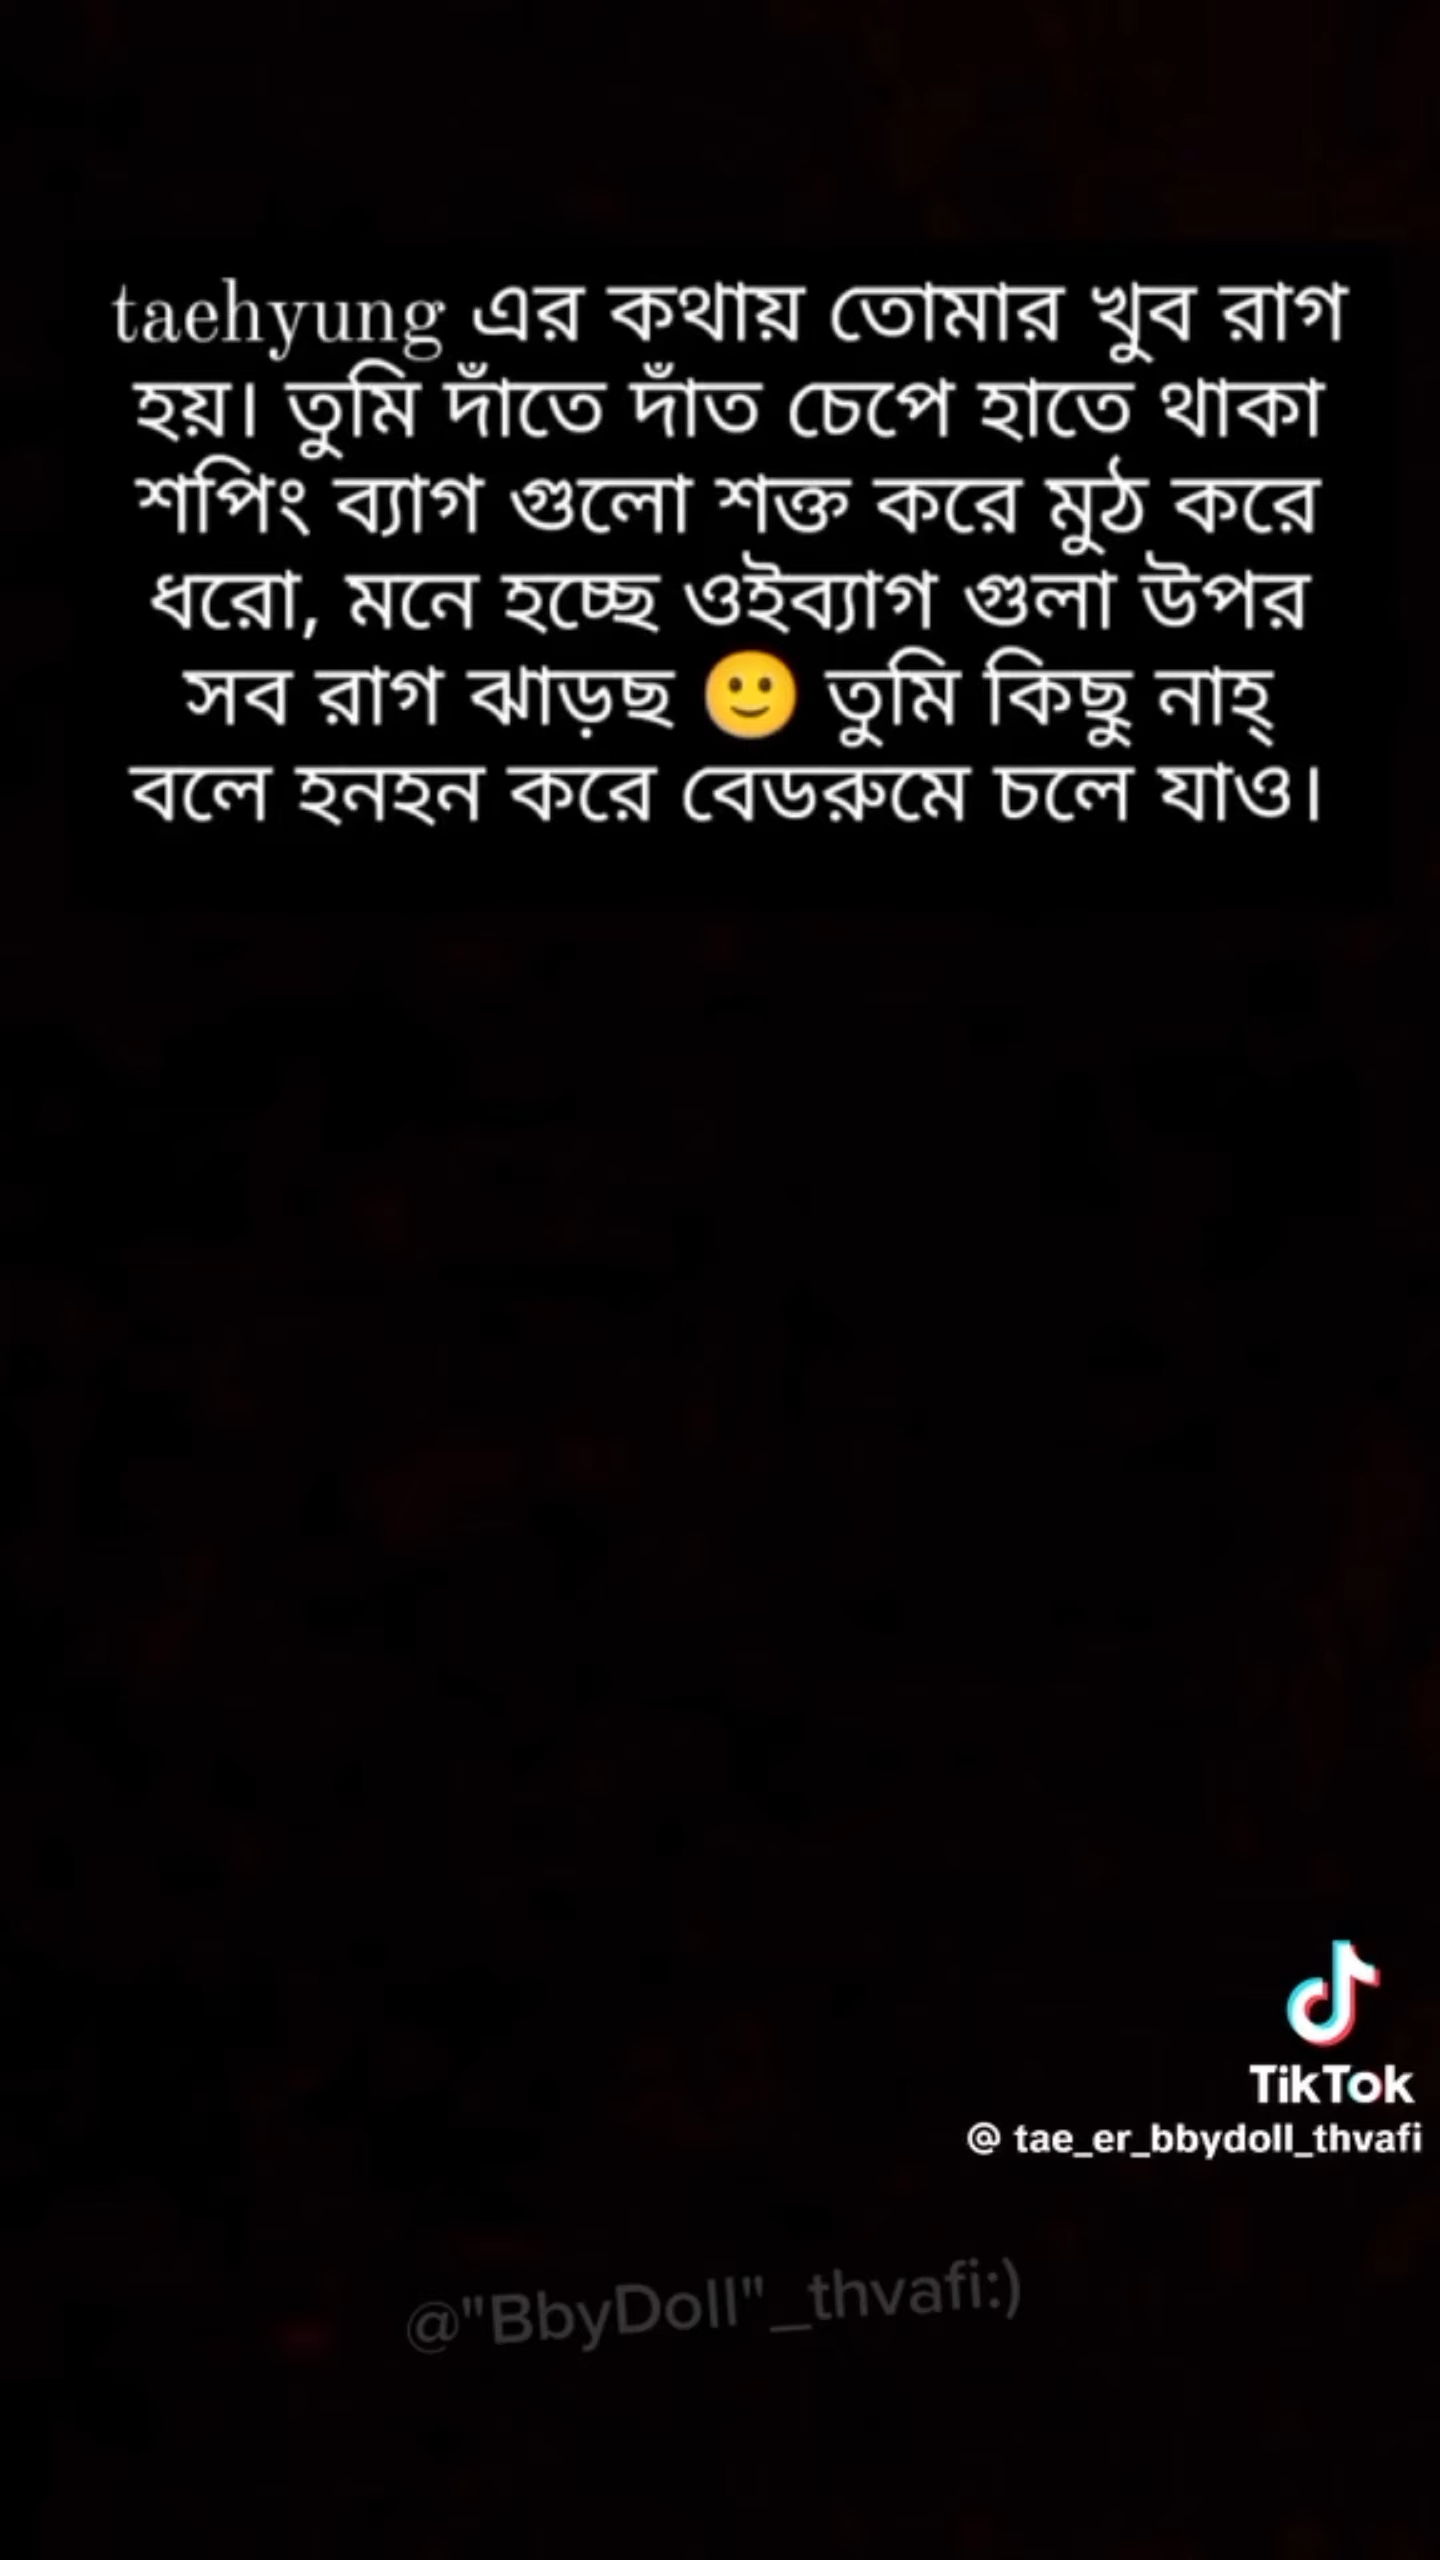 taehyung এর কথায় তোমার খুব রাগ
হয়। তুমি দাঁতে দাঁত চেপে হাতে থাকা
শপিং ব্যাগ গুলো শক্ত করে মুঠ করে
ধরো, মনে হচ্ছে ওইব্যাগ গুলা উপর
সব রাগ ঝাড়ছ 🙂 তুমি কিছু নাহ্
বলে হনহন করে বেডরুমে চলে যাও।
TikTok
@ tae_er_bbydoll_thvafi
@"BbyDoll"_thvafi:)